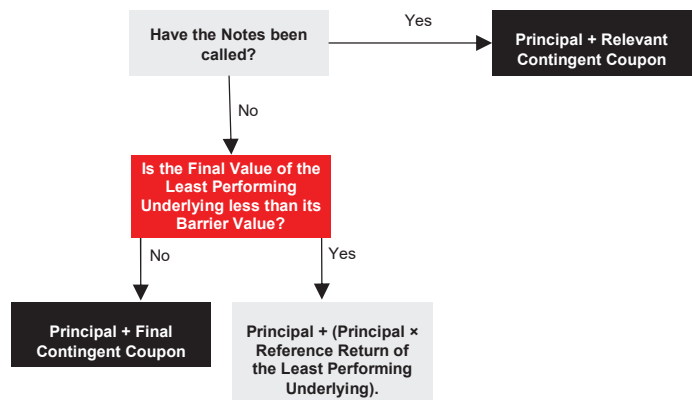 Have the Notes been
called?
Yes
Principal + Relevant
Contingent Coupon
No
Is the Final Value of the
Least Performing
Underlying less than its
Barrier Value?
No
Yes
Principal + Final
Contingent Coupon
Principal + (Principal ×
Reference Return of
the Least Performing
Underlying).